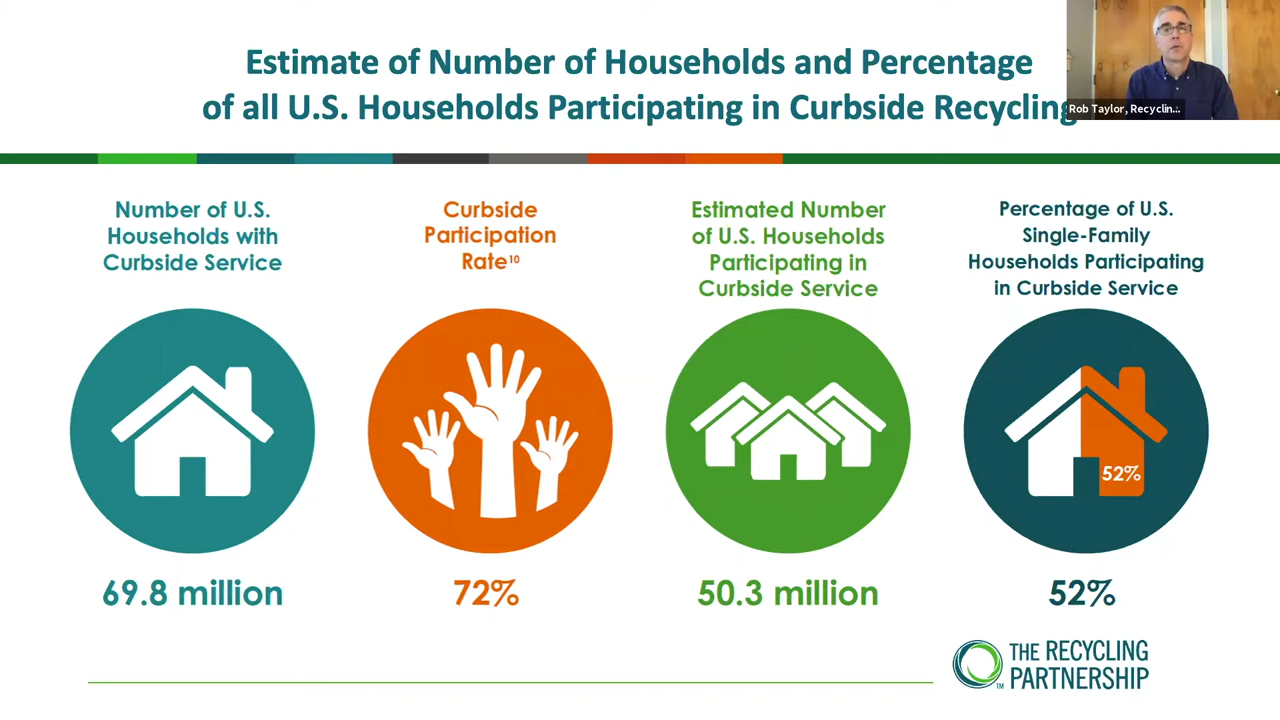 Estimate of Number of Households and Percentage
of all U.S. Households Participating in Curbside Recycling
Rob Taylor, Recyclin...
Number of U.S.
Households with
Curbside Service
Curbside
Participation
Rate10
Estimated Number
of U.S. Households
Participating in
Curbside Service
Percentage of U.S.
Single-Family
Households Participating
in Curbside Service
52%
69.8 million
72%
50.3 million
52%
THE RECYCLING
PARTNERSHIP
TM